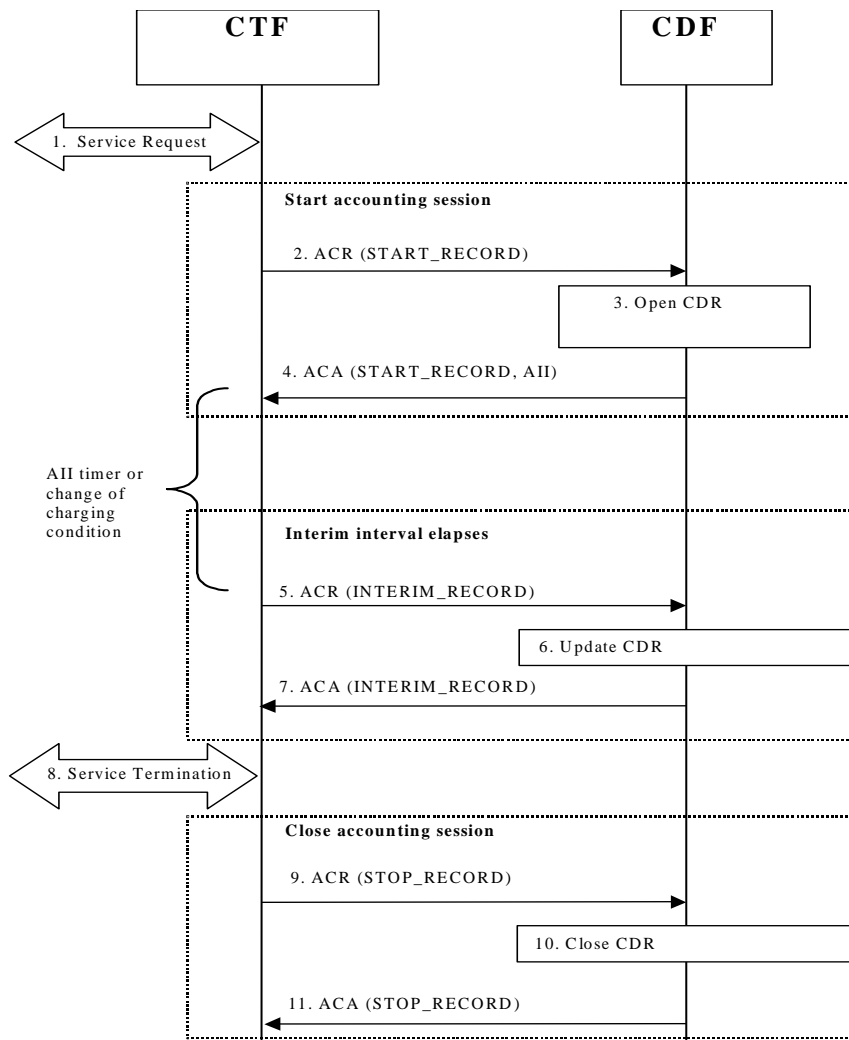 CTF
CDF
1. Service Request
Start accounting session
2. ACR (START_RECORD)
3. Open CDR
4. ACA (START_RECORD, AII)
AII timer or
change of
charging
condition
Interim interval elapses
5. ACR (INTERIM_RECORD)
6. Update CDR
7. ACA (INTERIM_RECORD)
8. Service Termination
Close accounting session
9. ACR (STOP_RECORD)
10. Close CDR
11. ACA (STOP_RECORD)